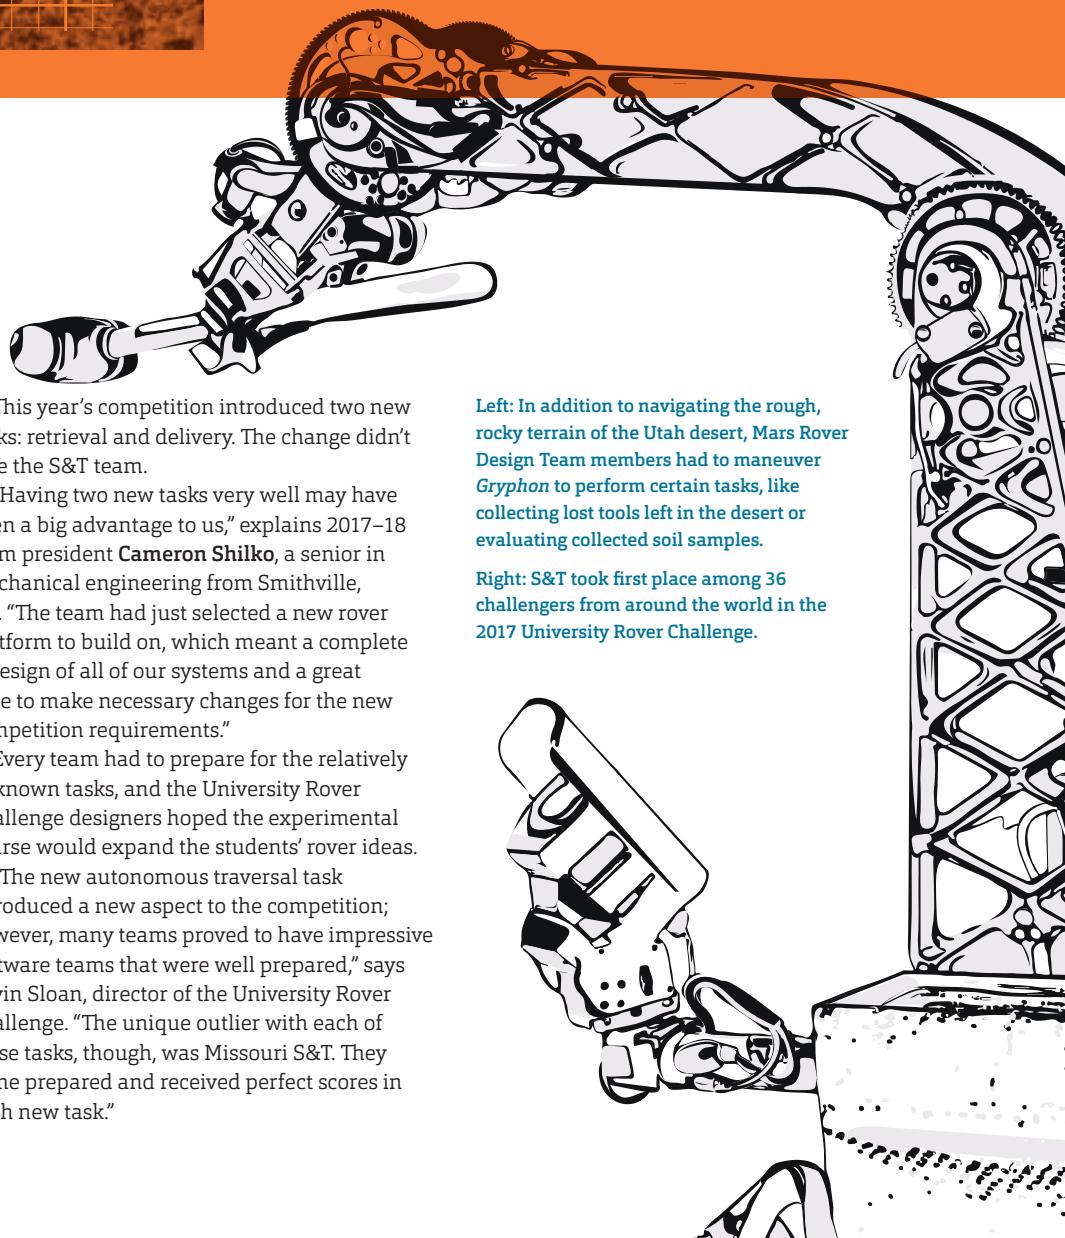 This year’s competition introduced two new
ks: retrieval and delivery. The change didn’t
e the S&T team.
Having two new tasks very well may have
en a big advantage to us,” explains 2017–18
m president Cameron Shilko, a senior in
chanical engineering from Smithville,
. “The team had just selected a new rover
tform to build on, which meant a complete
esign of all of our systems and a great
e to make necessary changes for the new
mpetition requirements.”
Every team had to prepare for the relatively
known tasks, and the University Rover
allenge designers hoped the experimental
rse would expand the students’ rover ideas.
The new autonomous traversal task
roduced a new aspect to the competition;
wever, many teams proved to have impressive
tware teams that were well prepared,” says
vin Sloan, director of the University Rover
allenge. “The unique outlier with each of
se tasks, though, was Missouri S&T. They
me prepared and received perfect scores in
h new task.”
Left: In addition to navigating the rough,
rocky terrain of the Utah desert, Mars Rover
Design Team members had to maneuver
Gryphon to perform certain tasks, like
collecting lost tools left in the desert or
evaluating collected soil samples.
Right: S&T took first place among 36
challengers from around the world in the
2017 University Rover Challenge.